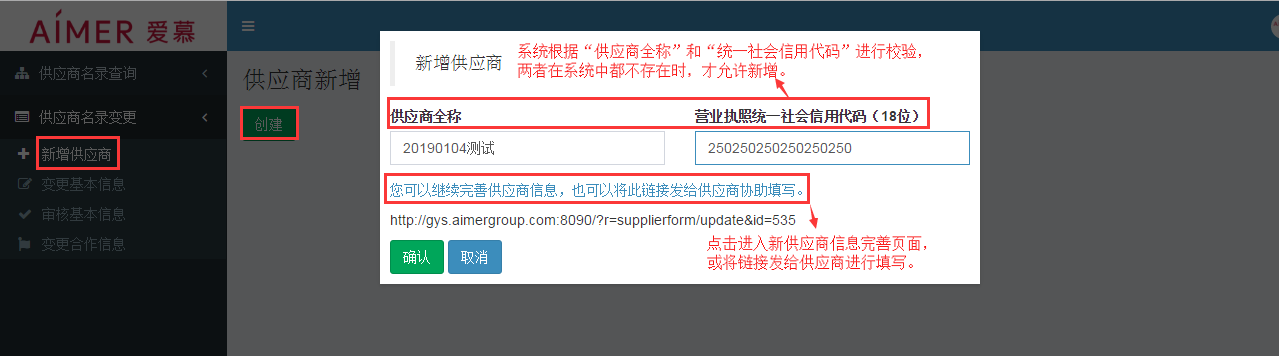 AIMER 爱慕
供应商名录查询
供应商名录变更
新增供应商
变更基本信息
审核基本信息
变更合作信息
供应商新增
创建
新增供应商
系统根据“供应商全称”和“统一社会信用代码”进行校验，
两者在系统中都不存在时，才允许新增。
供应商全称
营业执照统一社会信用代码（18位）
20190104测试
250250250250250250
您可以继续完善供应商信息，也可以将此链接发给供应商协助填写。
http://gys.aimergroup.com:8090/?r=supplierform/update&id=535
点击进入新供应商信息完善页面，
或将链接发给供应商进行填写。
确认
取消